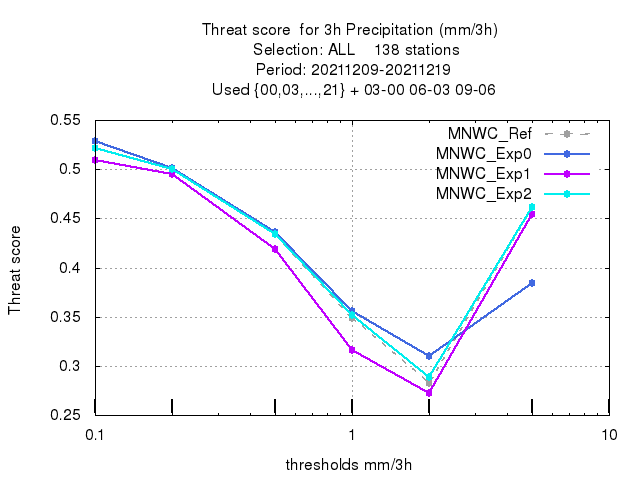 Threat score  for 3h Precipitation (mm/3h)
Selection: ALL    138 stations
Period: 20211209-20211219
Used {00,03,...,21} + 03-00 06-03 09-06
MNWC_Ref
MNWC_Exp0
MNWC_Exp1
MNWC_Exp2
0.55
0.5
0.45
0.4
0.35
0.3
0.25
Threat score
0.1 1 10
thresholds mm/3h